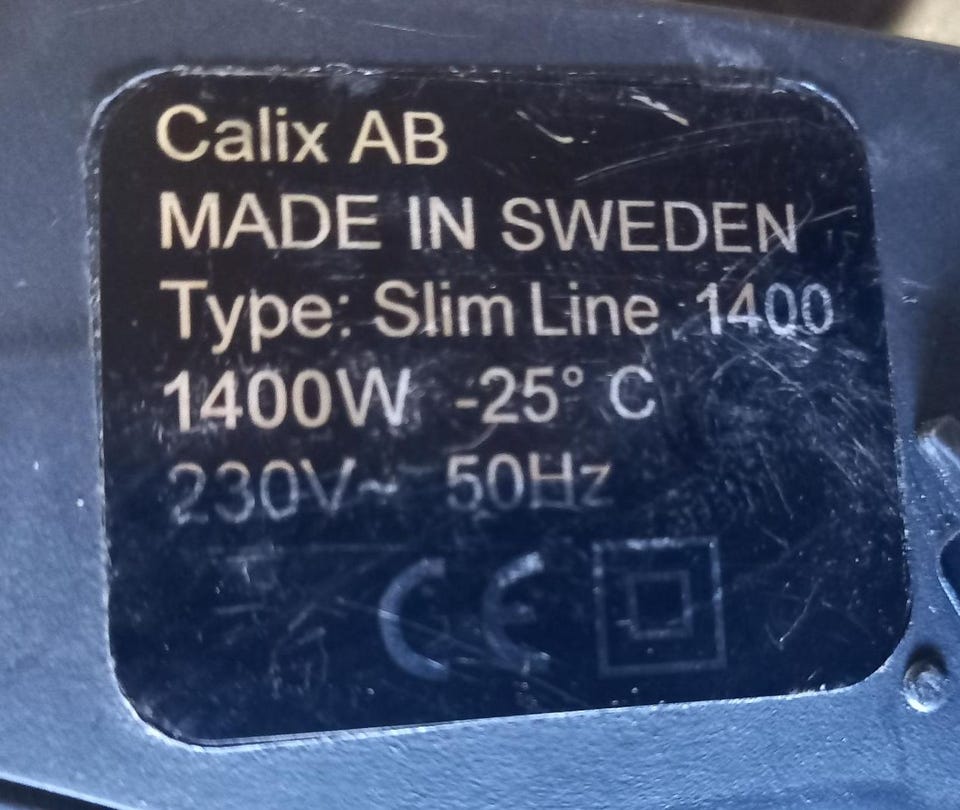 Calix AB
MADE IN SWEDEN
Type: Slim Line 1400
1400W -25° C
230V~ 50Hz
CE